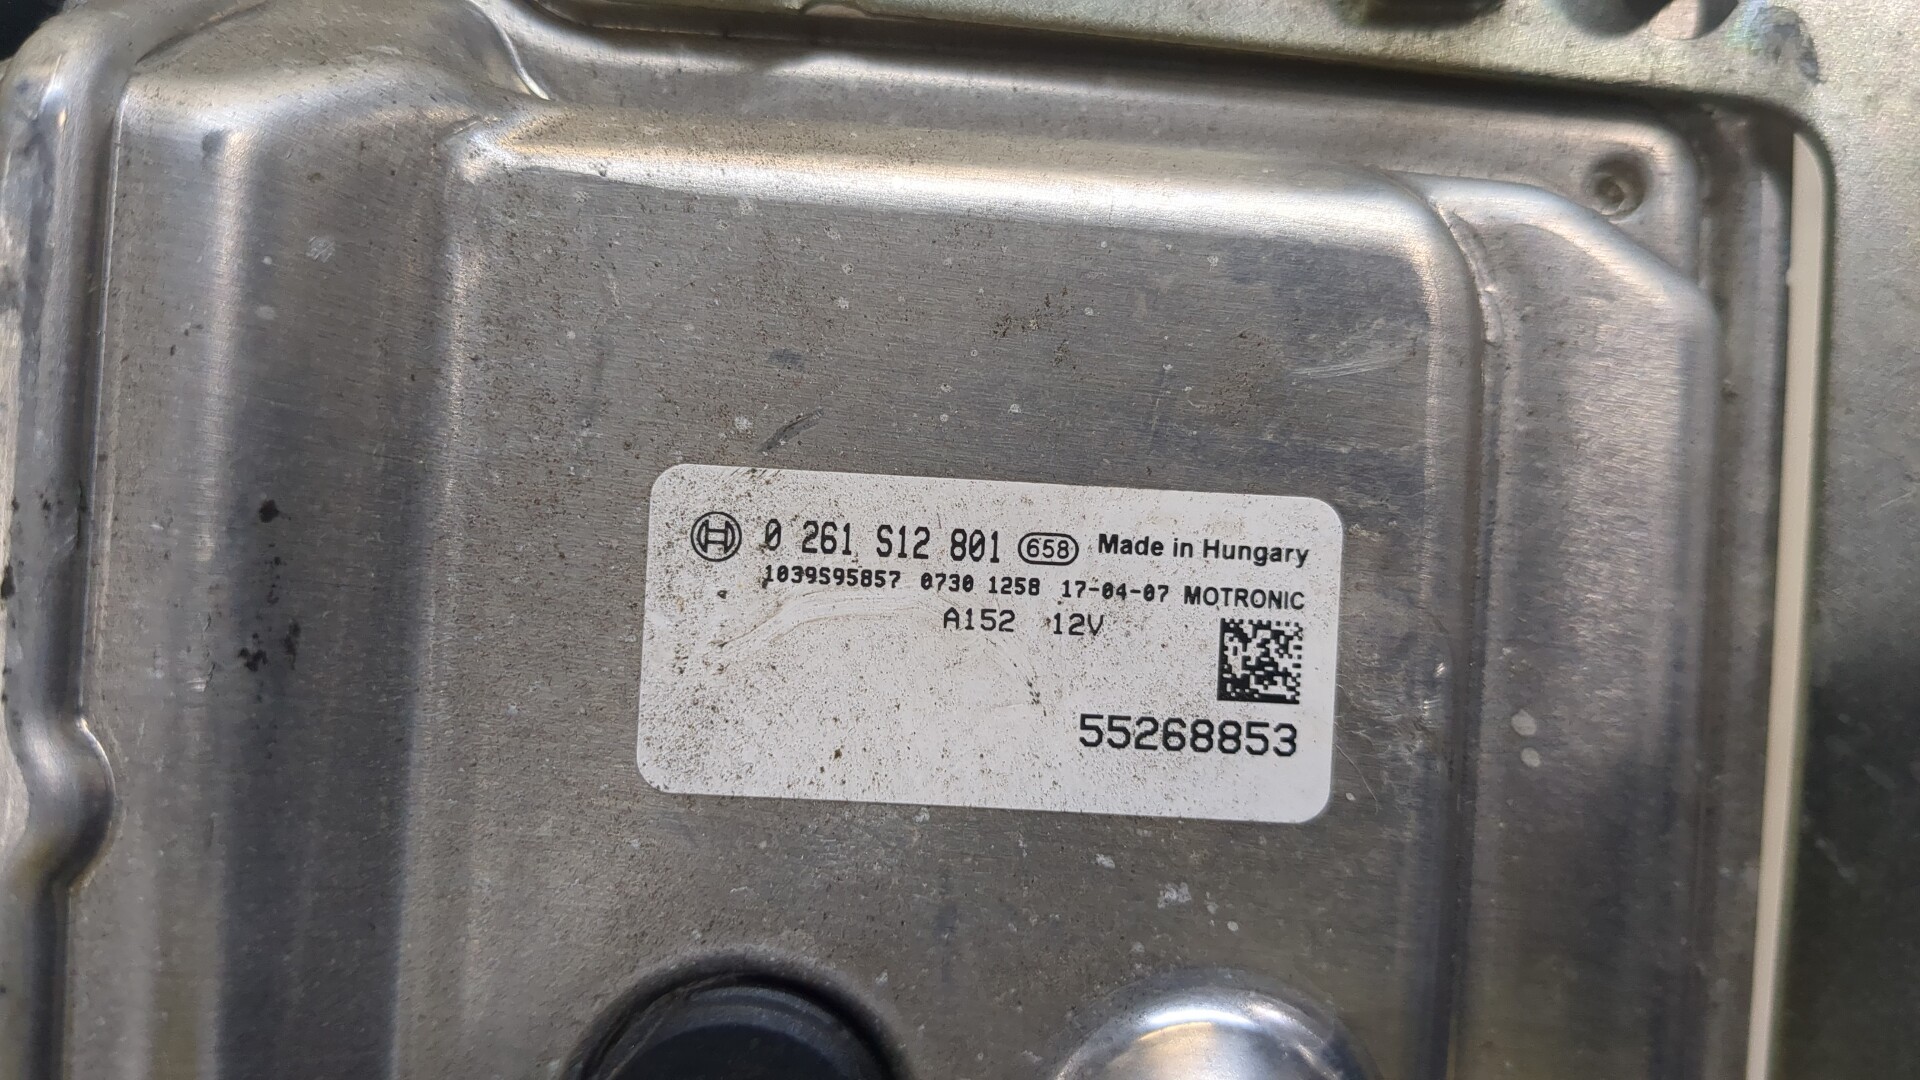 0 261 S12 801 658 Made in Hungary
1039S95857 0730 1258 17-04-07 MOTRONIC
A152 12V
55268853